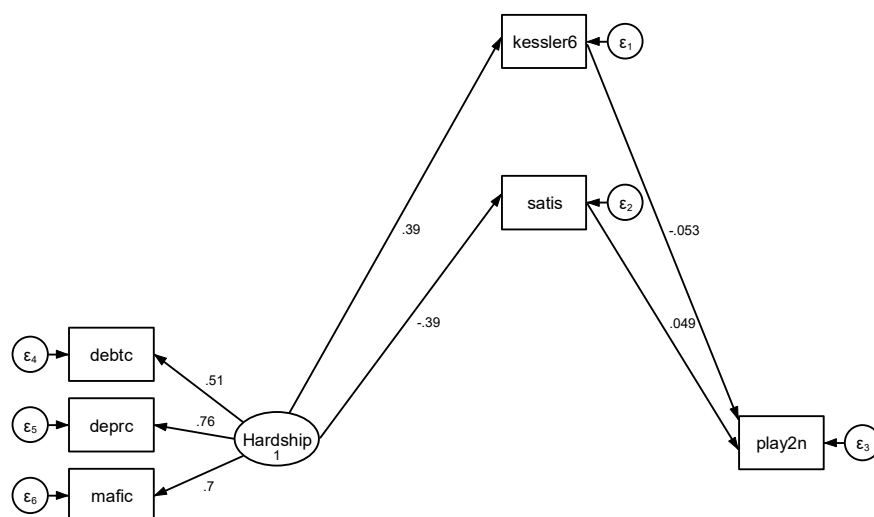 kessler6
ε1
satis
ε2
.39
-.053
-.39
.049
ε4
debtc
.51
ε5
deprc
.76
Hardship
1
play2n
ε3
ε6
mafic
.7